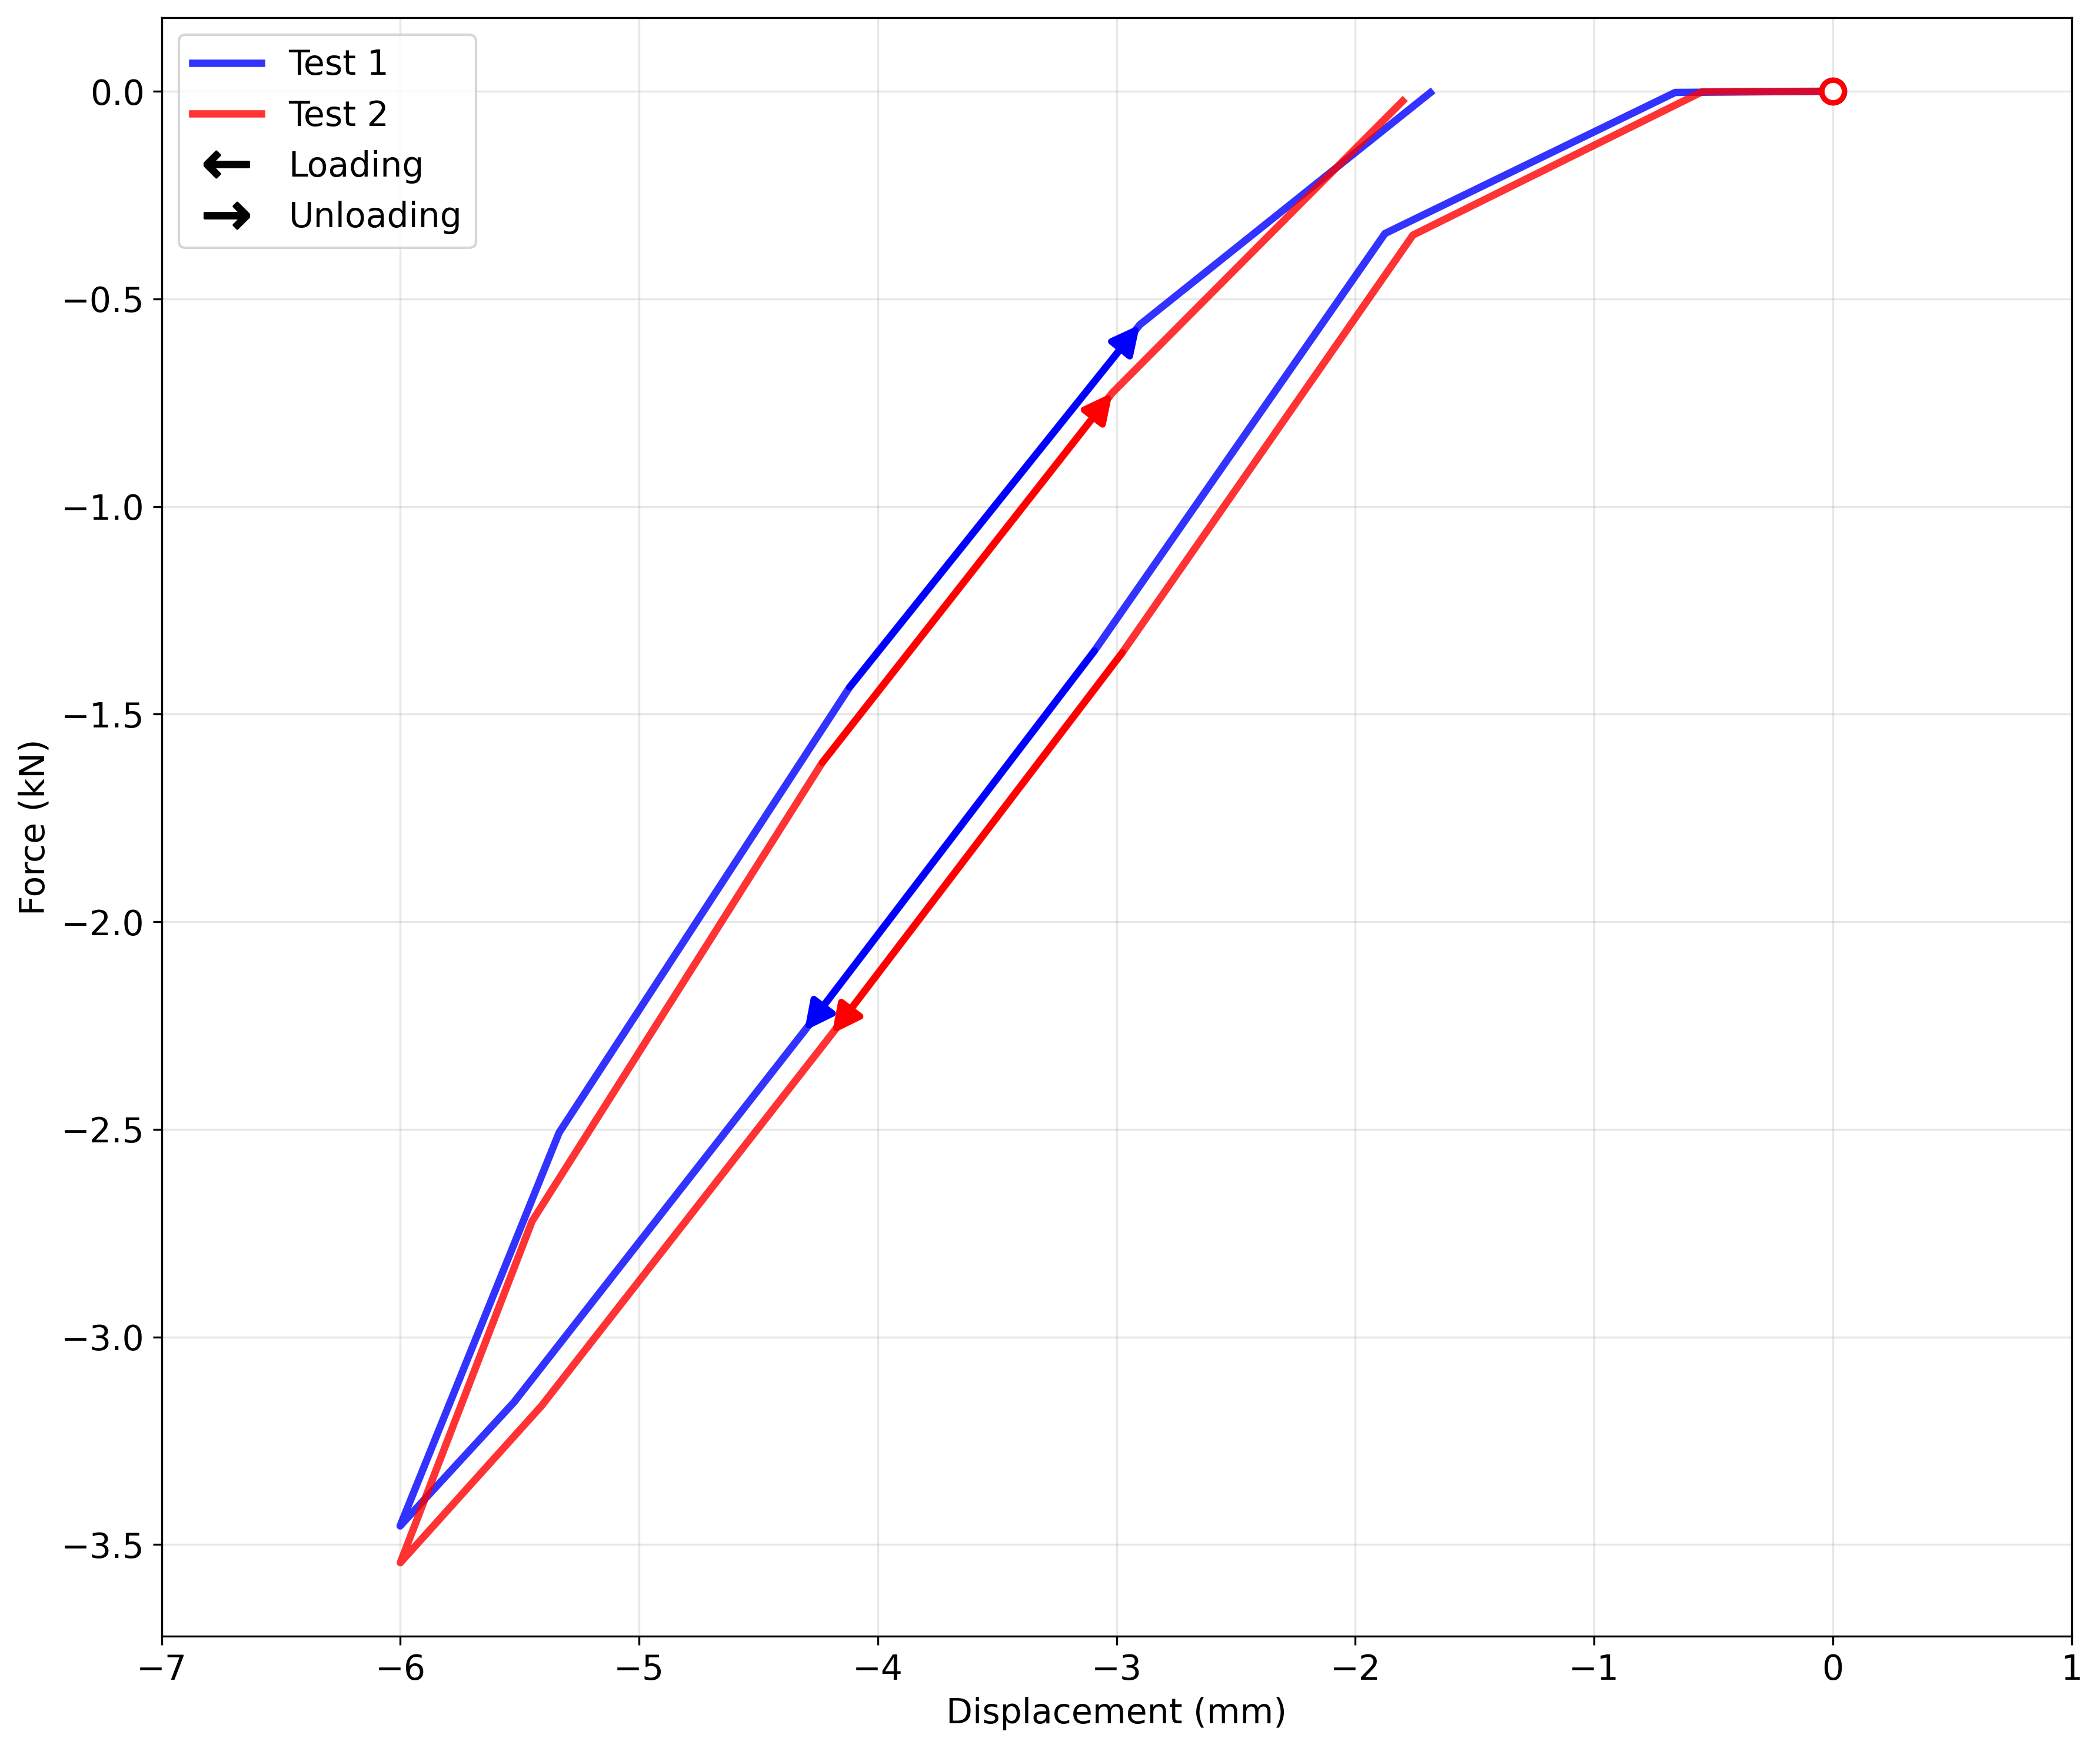 Test 1
Test 2
Loading
Unloading
0.0
−0.5
−1.0
−1.5
−2.0
−2.5
−3.0
−3.5
Force (kN)
−7 −6 −5 −4 −3 −2 −1 0 1
Displacement (mm)